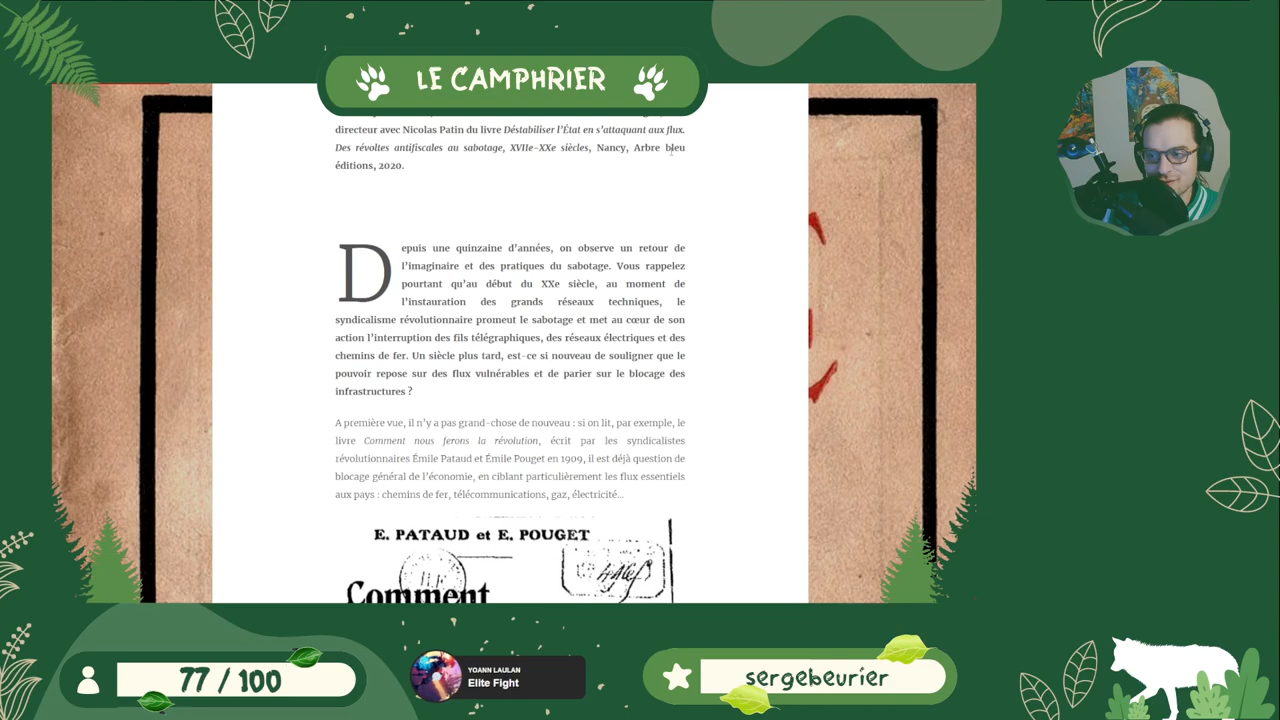 LE CAMPHRIER
directeur avec Nicolas Patin du livre Déstabiliser l'État en s'attaquant aux flux.
Des révoltes antifiscales au sabotage, XVIIe-XXe siècles, Nancy, Arbre bleu
éditions, 2020.
Depuis une quinzaine d'années, on observe un retour de
l'imaginaire et des pratiques du sabotage. Vous rappelez
pourtant qu'au début du XXe siècle, au moment de
l'instauration des grands réseaux techniques, le
syndicalisme révolutionnaire promeut le sabotage et met au cœur de son
action l'interruption des fils télégraphiques, des réseaux électriques et des
chemins de fer. Un siècle plus tard, est-ce si nouveau de souligner que le
pouvoir repose sur des flux vulnérables et de parier sur le blocage des
infrastructures ?
A première vue, il n'y a pas grand-chose de nouveau : si on lit, par exemple, le
livre Comment nous ferons la révolution, écrit par les syndicalistes
révolutionnaires Émile Pataud et Émile Pouget en 1909, il est déjà question de
blocage général de l'économie, en ciblant particulièrement les flux essentiels
aux pays : chemins de fer, télécommunications, gaz, électricité…
E. PATAUD et E. POUGET
Comment
77 / 100
YOANN LAULAN
Elite Fight
sergebeurier